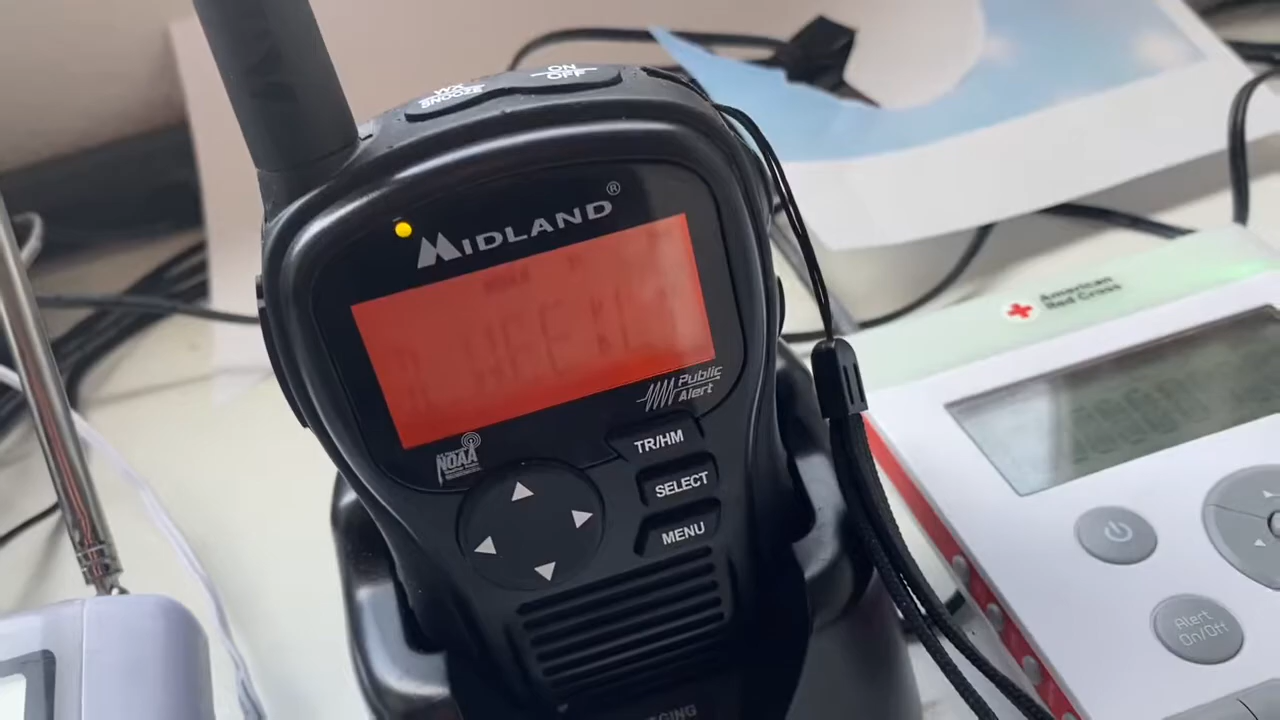 WX
SNOOZE
ON
OFF
MIDLAND®
Public
Alert
NOAA
TR/HM
SELECT
MENU
American
Red Cross
Alert
On/Off